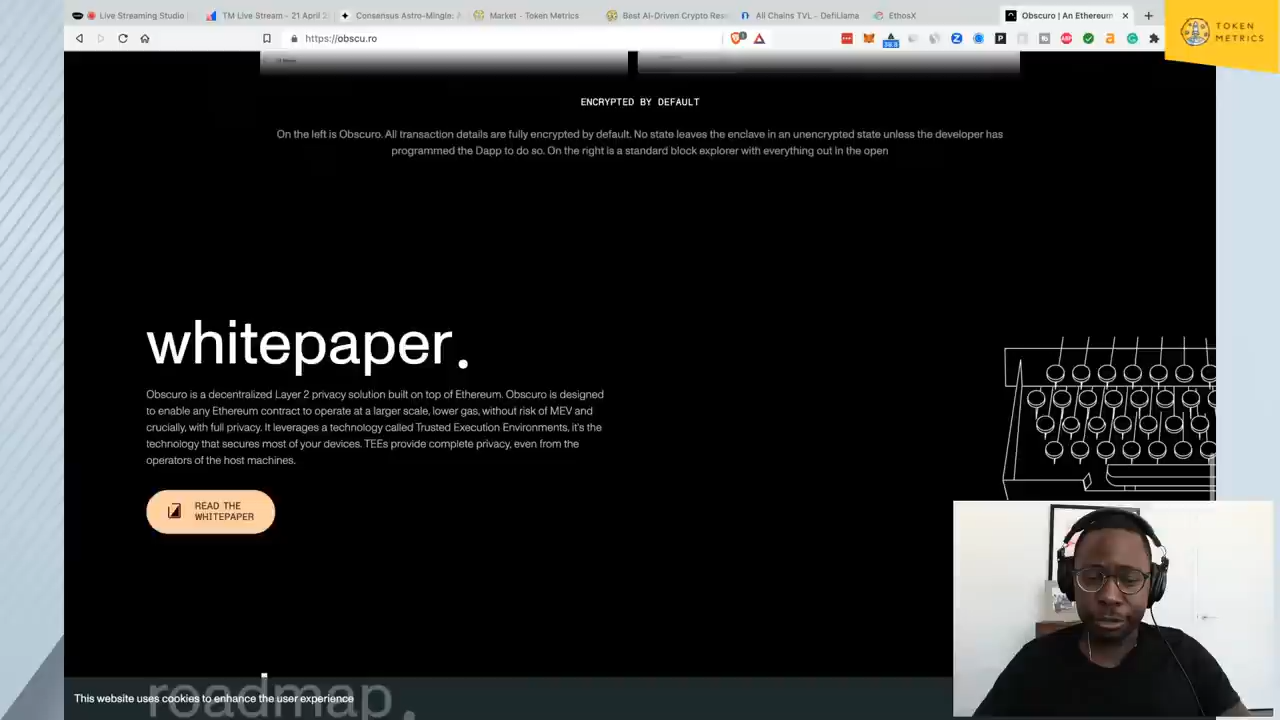 Live Streaming Studio
TM Live Stream - 21 April 2
Consensus Astro-Mingle: A
Market - Token Metrics
Best AI-Driven Crypto Res
All Chains TVL - DefiLlama
EthosX
Obscuro | An Ethereum
TOKEN
METRICS
https://obscu.ro
ENCRYPTED BY DEFAULT
On the left is Obscuro. All transaction details are fully encrypted by default. No state leaves the enclave in an unencrypted state unless the developer has
programmed the Dapp to do so. On the right is a standard block explorer with everything out in the open
whitepaper.
Obscuro is a decentralized Layer 2 privacy solution built on top of Ethereum. Obscuro is designed
to enable any Ethereum contract to operate at a larger scale, lower gas, without risk of MEV and
crucially, with full privacy. It leverages a technology called Trusted Execution Environments, it's the
technology that secures most of your devices. TEEs provide complete privacy, even from the
operators of the host machines.
READ THE
WHITEPAPER
roadmap.
This website uses cookies to enhance the user experience